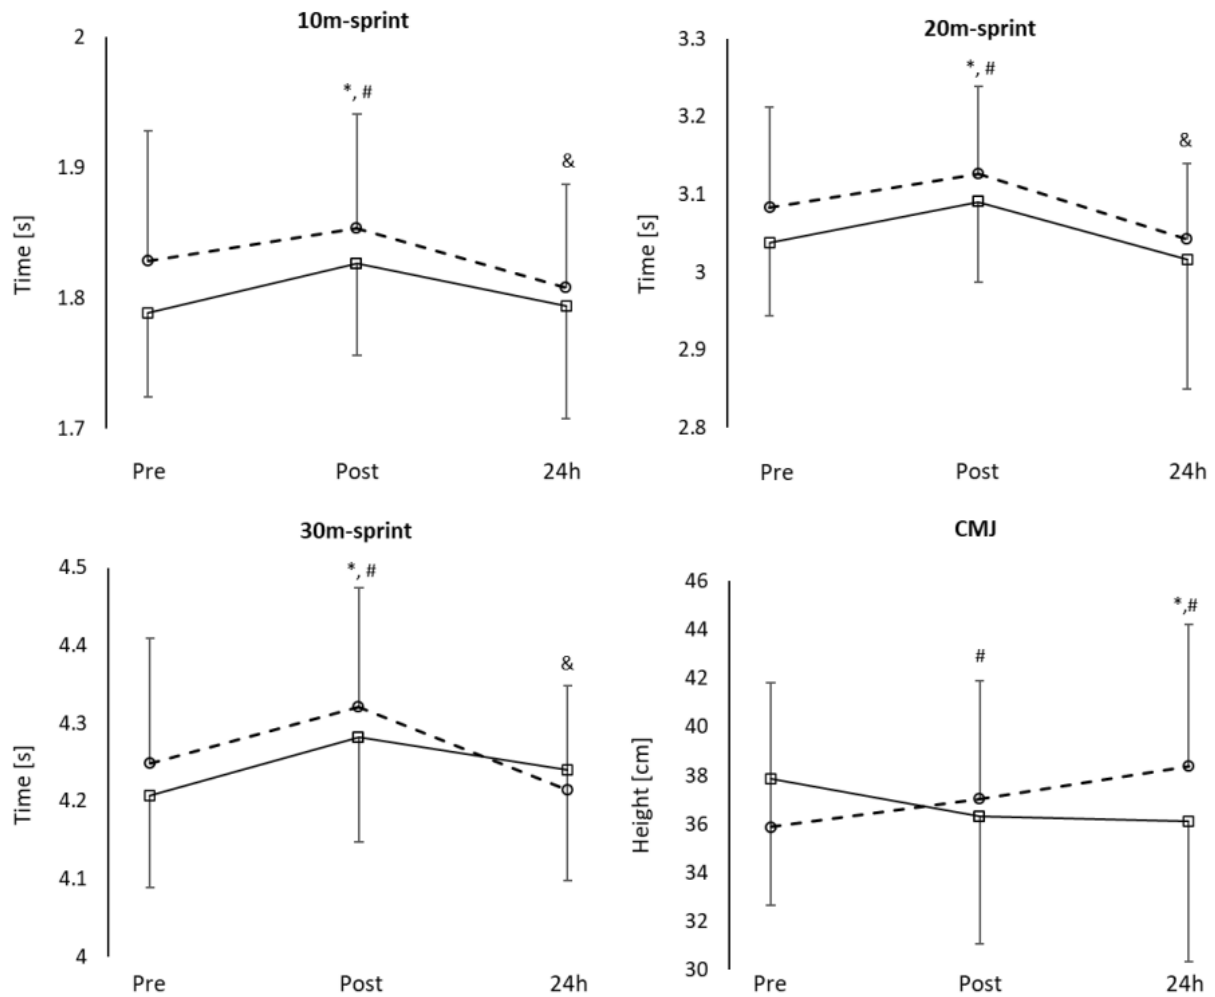 10m-sprint
2
*, #
1.9
&
Time [s]
1.8
1.7
Pre Post 24h
20m-sprint
3.3
*, #
3.2
&
3.1
Time [s]
3
2.9
2.8
Pre Post 24h
30m-sprint
4.5
*, #
4.4
&
4.3
Time [s]
4.2
4.1
4
Pre Post 24h
CMJ
46
*,#
44
#
42
40
38
Height [cm]
36
34
32
30
Pre Post 24h